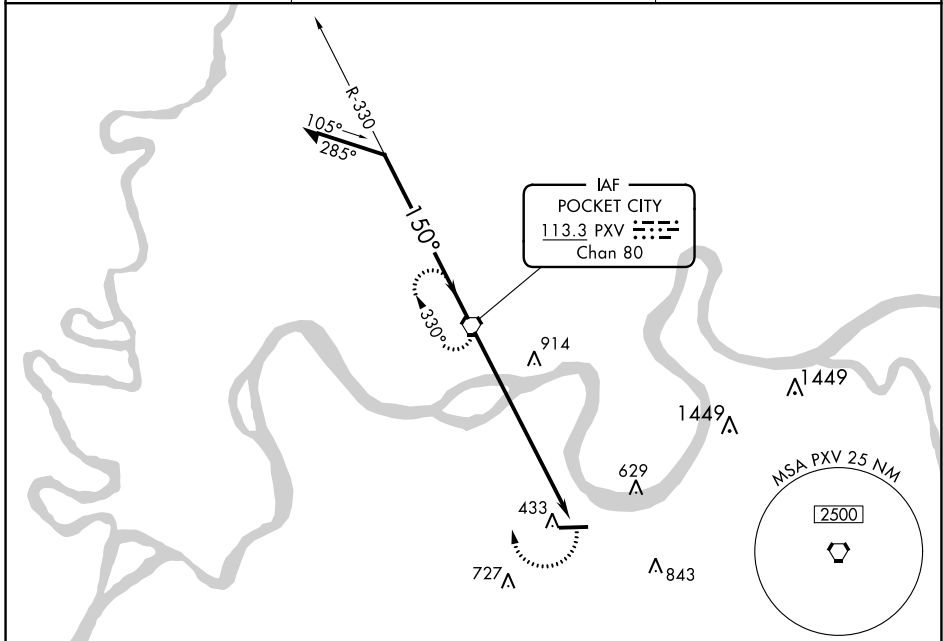 R-330
105°
285°
150°
IAF
POCKET CITY
113.3 PXV
Chan 80
330°
914
1449
1449
629
433
727
843
MSA PXV 25 NM
2500